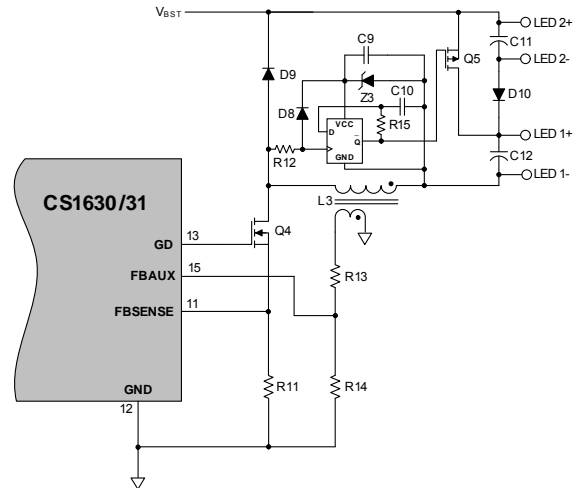 VBST
LED 2+
C9
C11
Q5
D9
LED 2-
Z3
C10
D8
D10
VCC
D
R15
Q
LED 1+
R12
GND
C12
L3
LED 1-
CS1630/31
13
Q4
GD
15
FBAUX
R13
11
FBSENSE
R11
R14
GND
12